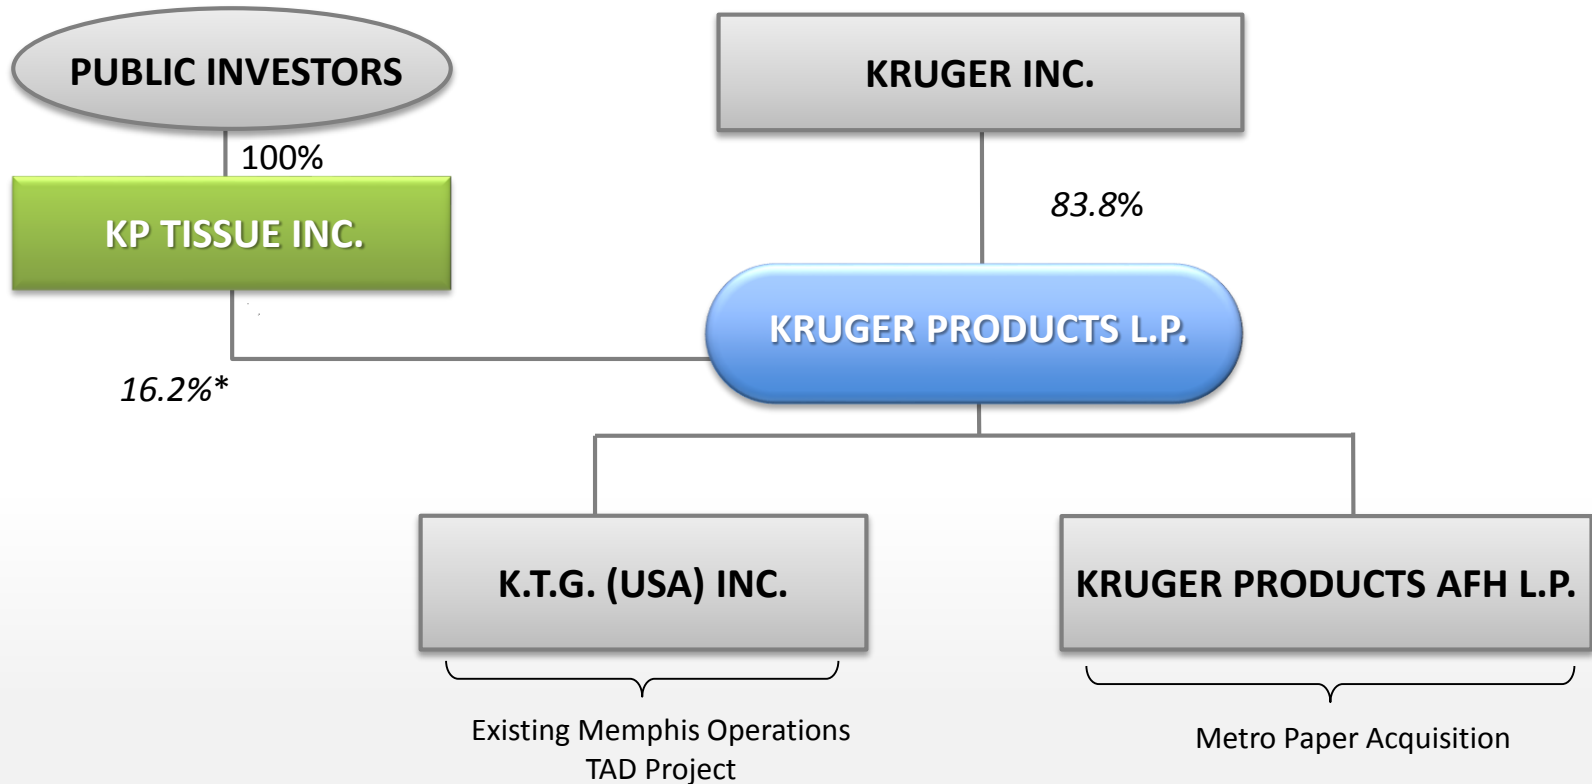 PUBLIC INVESTORS
KRUGER INC.
100%
KP TISSUE INC.
83.8%
KRUGER PRODUCTS L.P.
16.2%*
K.T.G. (USA) INC.
KRUGER PRODUCTS AFH L.P.
Existing Memphis Operations
TAD Project
Metro Paper Acquisition